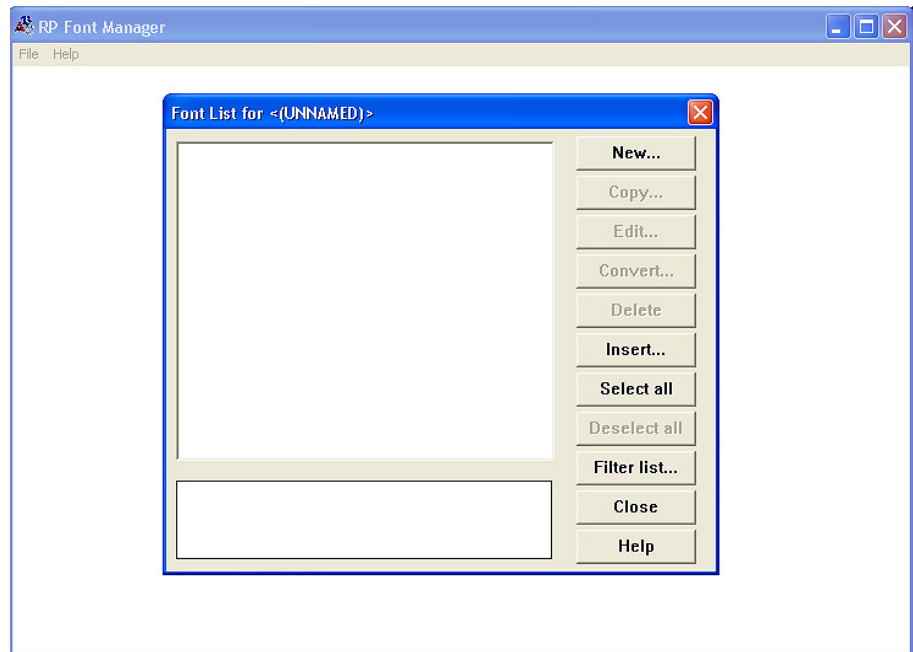 RP Font Manager
File Help
Font List for <(UNNAMED)>
New...
Copy...
Edit...
Convert...
Delete
Insert...
Select all
Deselect all
Filter list...
Close
Help